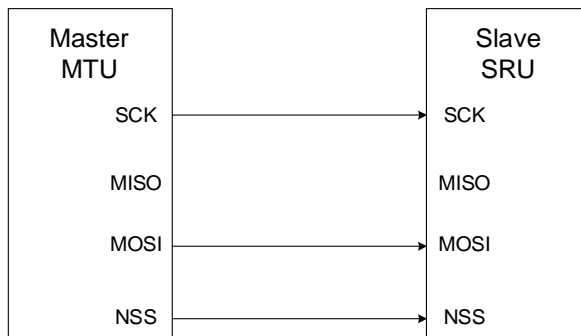 Master
MTU
SCK
MISO
MOSI
NSS
Slave
SRU
SCK
MISO
MOSI
NSS